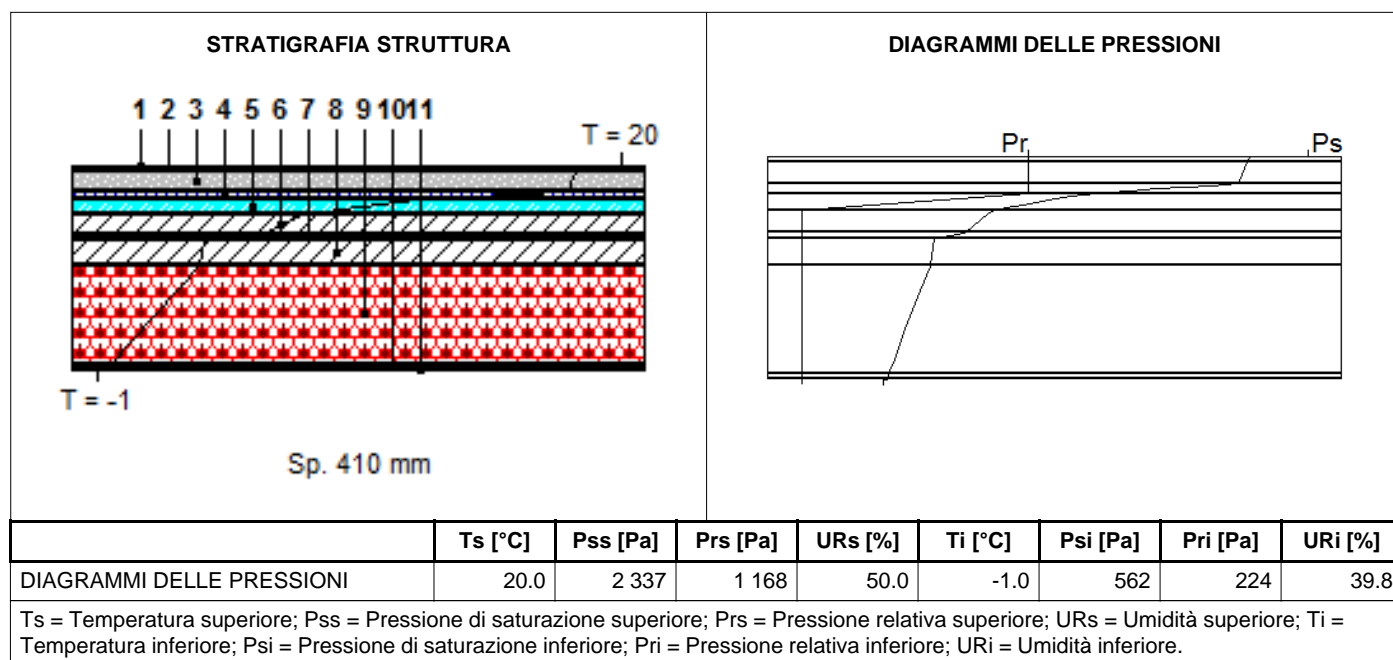 STRATIGRAFIA STRUTTURA
1 2 3 4 5 6 7 8 9 10 11
T = 20
T = -1
Sp. 410 mm
DIAGRAMMI DELLE PRESSIONI
Pr
Ps
Ts [°C] Pss [Pa] Prs [Pa] URs [%] Ti [°C] Psi [Pa] Pri [Pa] URi [%]
DIAGRAMMI DELLE PRESSIONI 20.0 2 337 1 168 50.0 -1.0 562 224 39.8
Ts = Temperatura superiore; Pss = Pressione di saturazione superiore; Prs = Pressione relativa superiore; URs = Umidità superiore; Ti =
Temperatura inferiore; Psi = Pressione di saturazione inferiore; Pri = Pressione relativa inferiore; URi = Umidità inferiore.